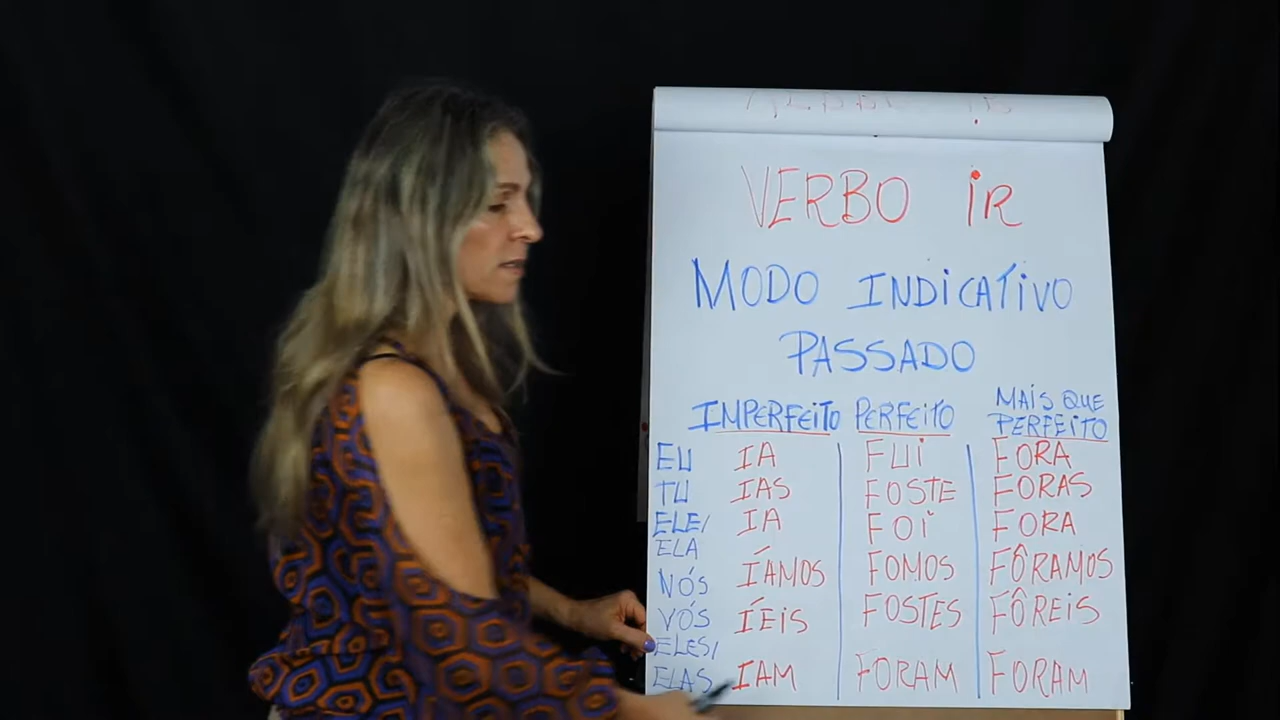 VERBO IR
MODO INDICATIVO
PASSADO
IMPERFEITO PERFEITO MAIS QUE PERFEITO
EU IA FUI FORA
TU IAS FOSTE FORAS
ELE/ IA FOI FORA
ELA
NÓS ÍAMOS FOMOS FÔRAMOS
VÓS ÍEIS FOSTES FÔREIS
ELES/
ELAS IAM FORAM FORAM